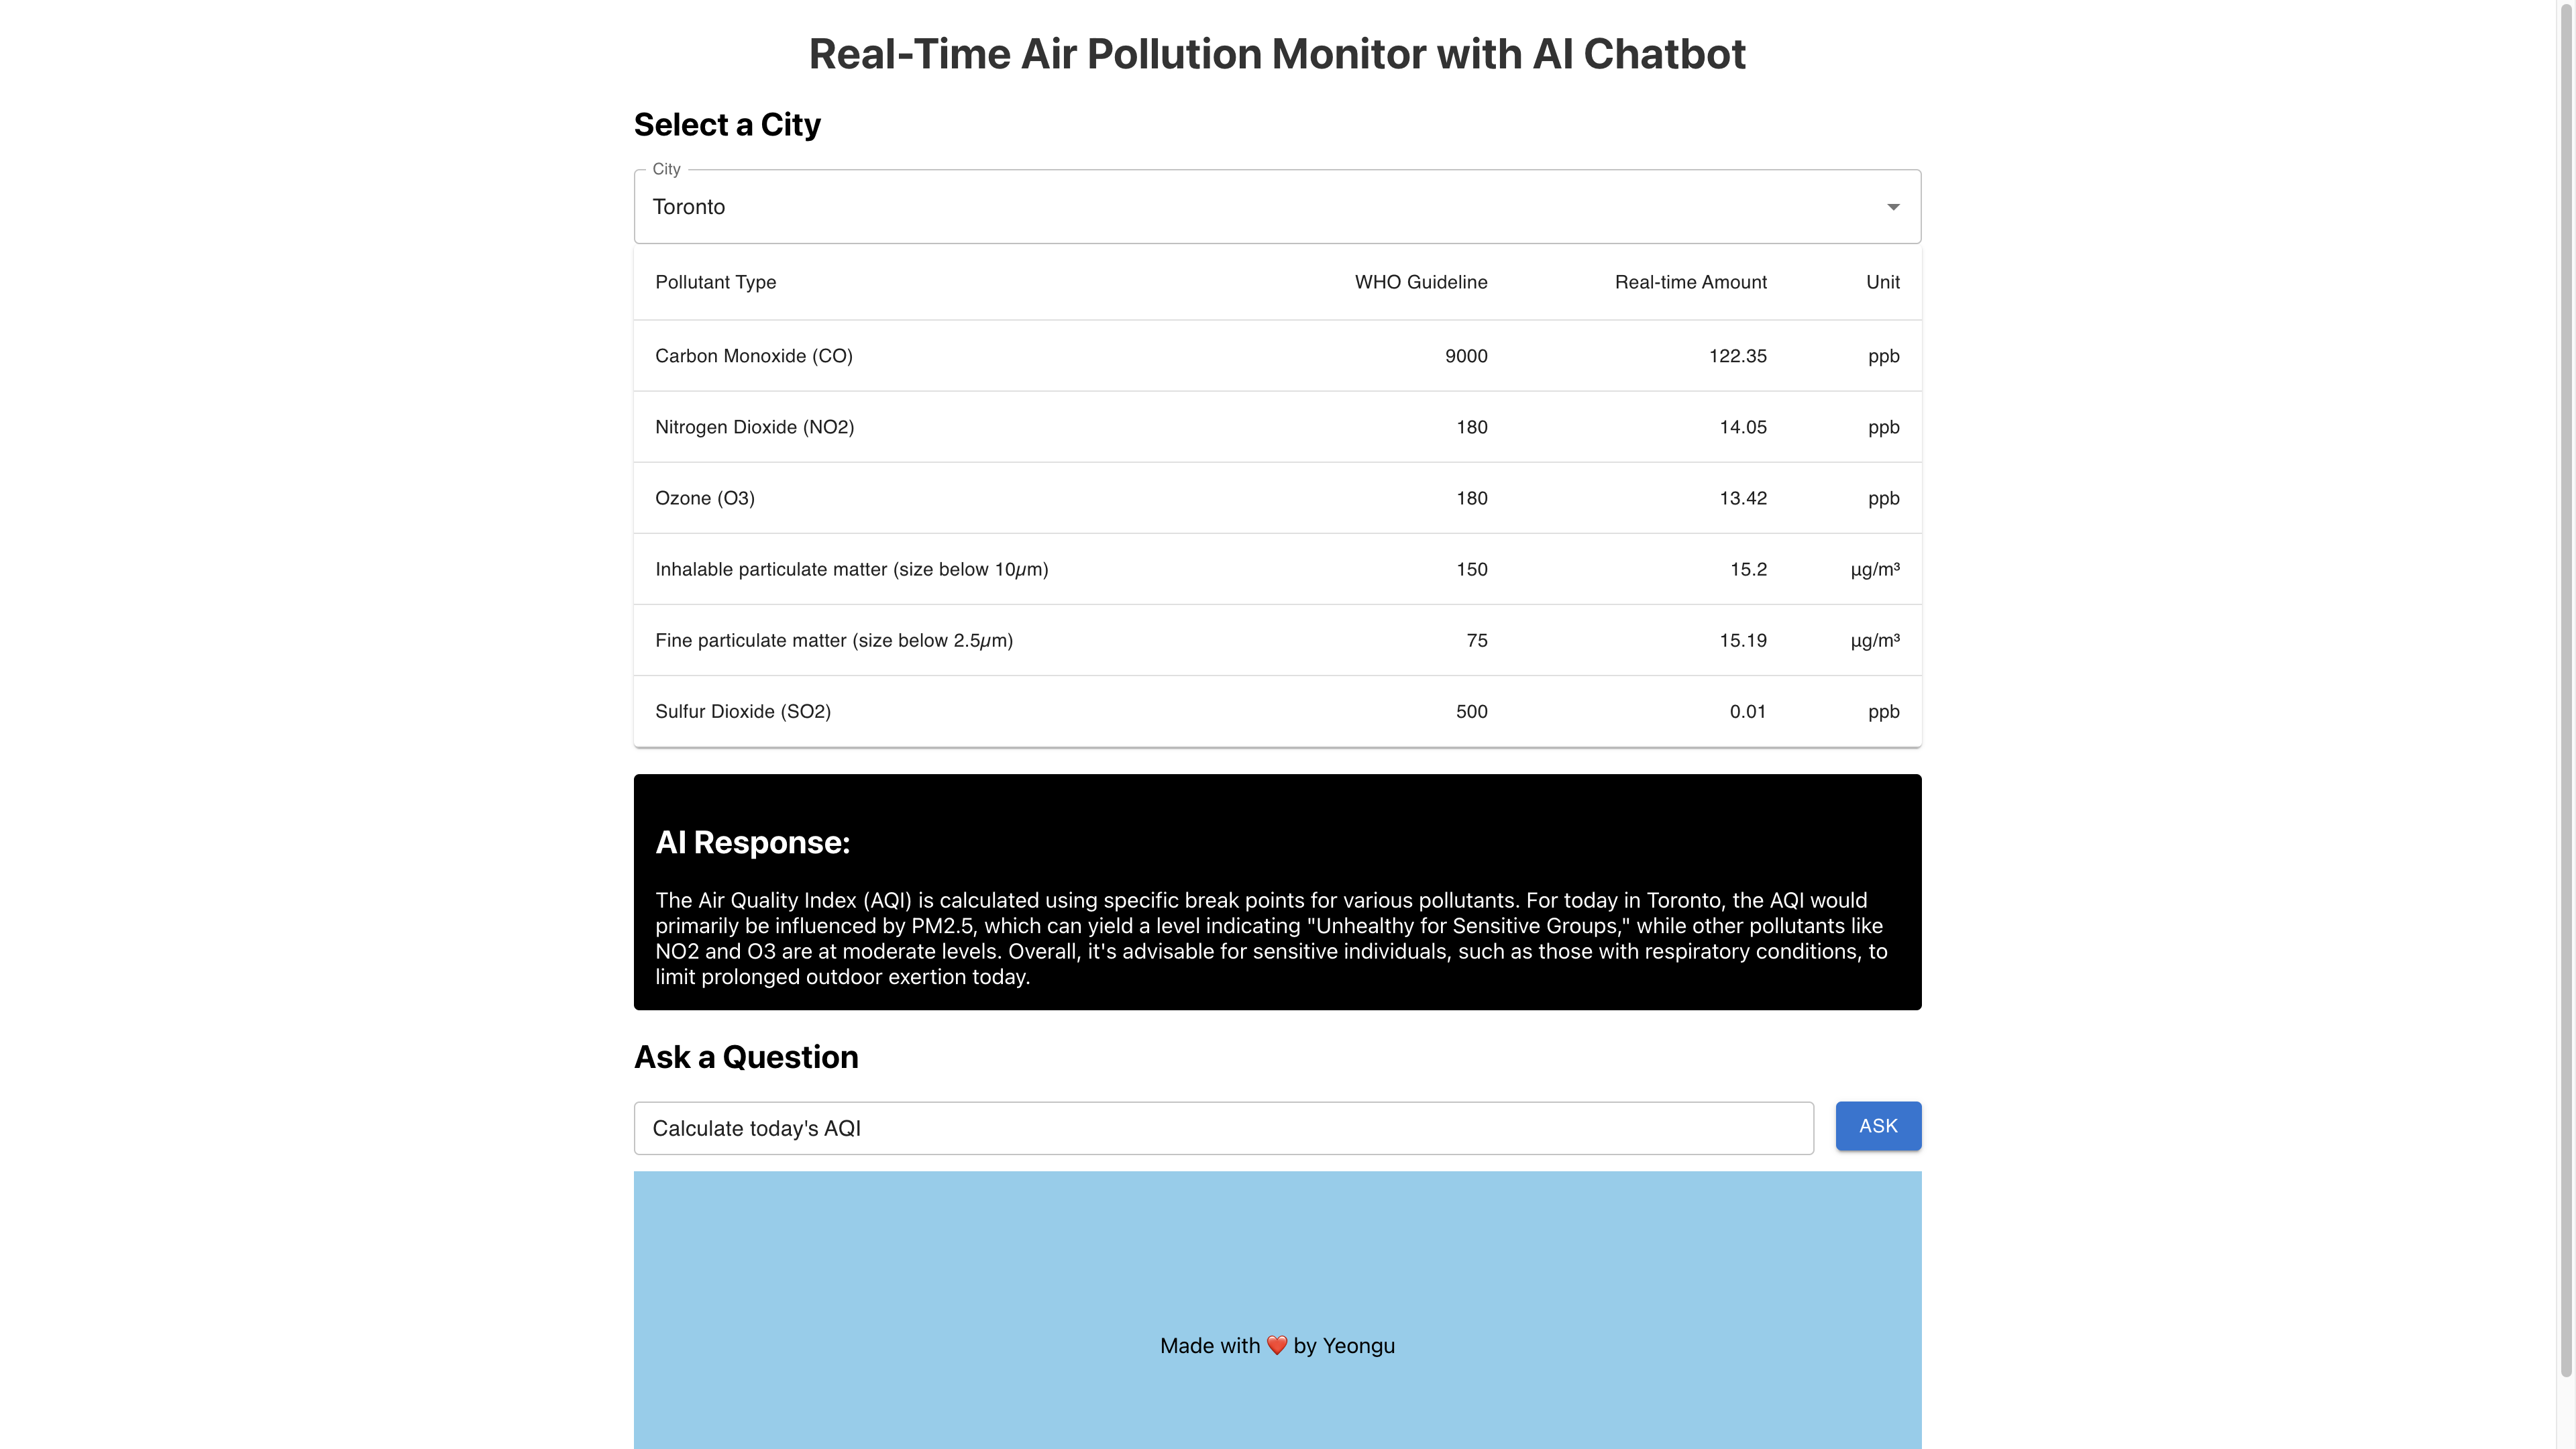 Real-Time Air Pollution Monitor with AI Chatbot
Select a City
City
Toronto
Pollutant Type WHO Guideline Real-time Amount Unit
Carbon Monoxide (CO) 9000 122.35 ppb
Nitrogen Dioxide (NO2) 180 14.05 ppb
Ozone (O3) 180 13.42 ppb
Inhalable particulate matter (size below 10μm) 150 15.2 μg/m³
Fine particulate matter (size below 2.5μm) 75 15.19 μg/m³
Sulfur Dioxide (SO2) 500 0.01 ppb
AI Response:
The Air Quality Index (AQI) is calculated using specific break points for various pollutants. For today in Toronto, the AQI would
primarily be influenced by PM2.5, which can yield a level indicating "Unhealthy for Sensitive Groups," while other pollutants like
NO2 and O3 are at moderate levels. Overall, it's advisable for sensitive individuals, such as those with respiratory conditions, to
limit prolonged outdoor exertion today.
Ask a Question
Calculate today's AQI ASK
Made with ❤️ by Yeongu